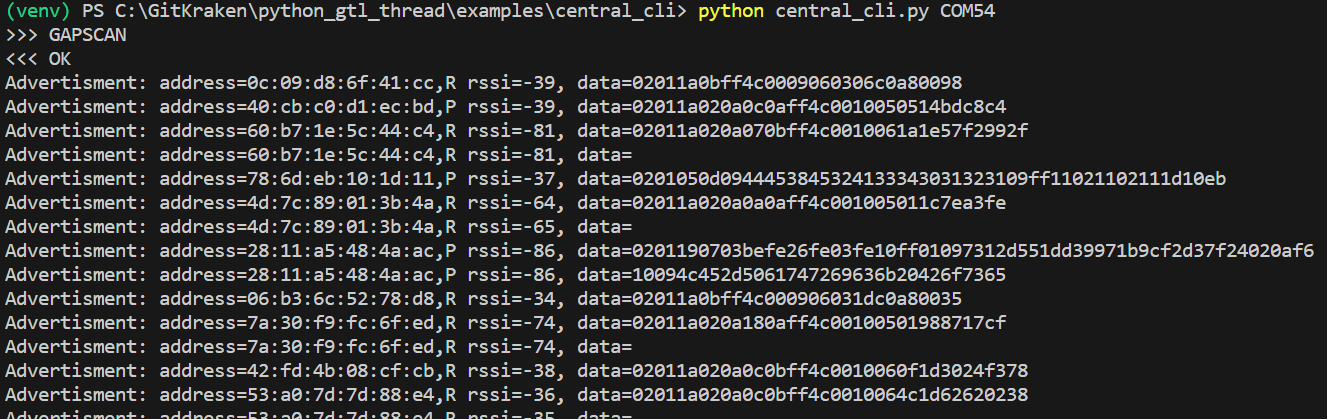 (venv) PS C:\GitKraken\python_gtl_thread\examples\central_cli> python central_cli.py COM54
>>> GAPSCAN
<<< OK
Advertisment: address=0c:09:d8:6f:41:cc,R rssi=-39, data=02011a0bff4c0009060306c0a80098
Advertisment: address=40:cb:c0:d1:ec:bd,P rssi=-39, data=02011a020a0c0aff4c0010050514bdc8c4
Advertisment: address=60:b7:1e:5c:44:c4,R rssi=-81, data=02011a020a070bff4c0010061a1e57f2992f
Advertisment: address=60:b7:1e:5c:44:c4,R rssi=-81, data=
Advertisment: address=78:6d:eb:10:1d:11,P rssi=-37, data=0201050d0944453845324133343031323109ff11021102111d10eb
Advertisment: address=4d:7c:89:01:3b:4a,R rssi=-64, data=02011a020a0a0aff4c001005011c7ea3fe
Advertisment: address=4d:7c:89:01:3b:4a,R rssi=-65, data=
Advertisment: address=28:11:a5:48:4a:ac,P rssi=-86, data=0201190703befe26fe03fe10ff01097312d551dd39971b9cf2d37f24020af6
Advertisment: address=28:11:a5:48:4a:ac,P rssi=-86, data=10094c452d5061747269636b20426f7365
Advertisment: address=06:b3:6c:52:78:d8,R rssi=-34, data=02011a0bff4c000906031dc0a80035
Advertisment: address=7a:30:f9:fc:6f:ed,R rssi=-74, data=02011a020a180aff4c00100501988717cf
Advertisment: address=7a:30:f9:fc:6f:ed,R rssi=-74, data=
Advertisment: address=42:fd:4b:08:cf:cb,R rssi=-38, data=02011a020a0c0bff4c0010060f1d3024f378
Advertisment: address=53:a0:7d:7d:88:e4,R rssi=-36, data=02011a020a0c0bff4c0010064c1d62620238
Advertisment: address=53:a0:7d:7d:88:e4,R rssi=-35, data=